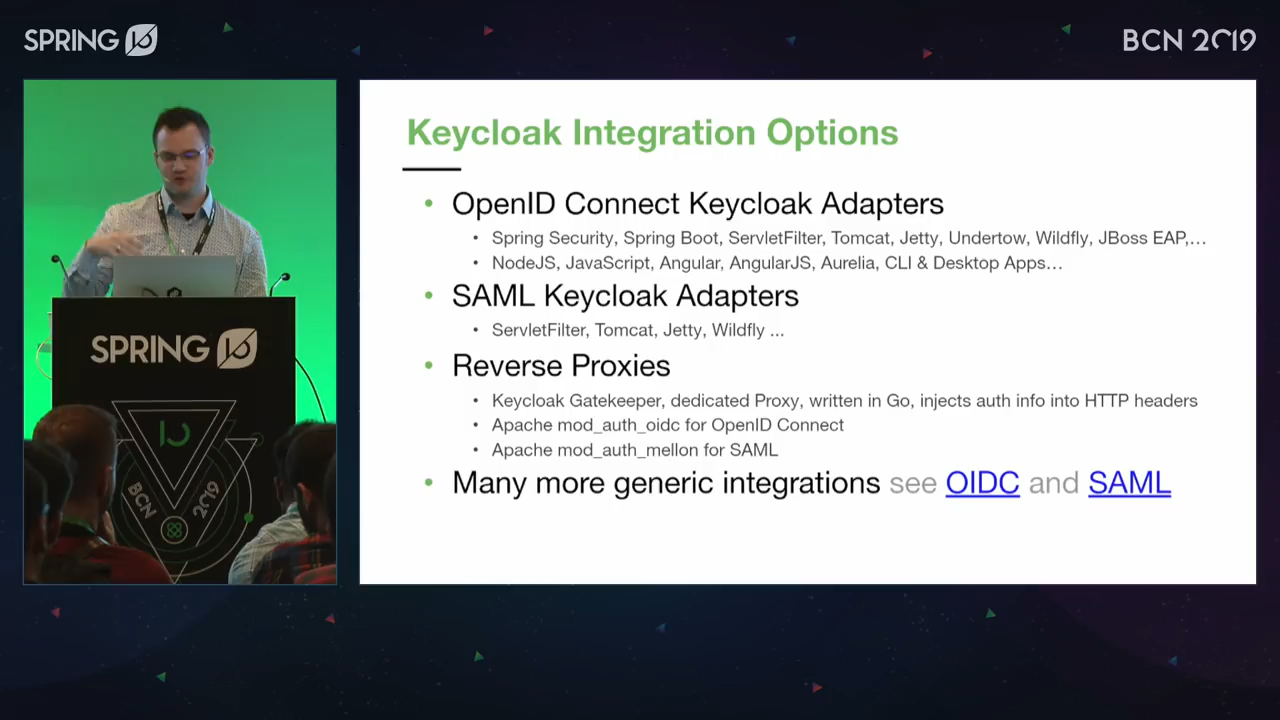 SPRING IO
BCN 2019
Keycloak Integration Options
• OpenID Connect Keycloak Adapters
• Spring Security, Spring Boot, ServletFilter, Tomcat, Jetty, Undertow, Wildfly, JBoss EAP,…
• NodeJS, JavaScript, Angular, AngularJS, Aurelia, CLI & Desktop Apps…
• SAML Keycloak Adapters
• ServletFilter, Tomcat, Jetty, Wildfly ...
• Reverse Proxies
• Keycloak Gatekeeper, dedicated Proxy, written in Go, injects auth info into HTTP headers
• Apache mod_auth_oidc for OpenID Connect
• Apache mod_auth_mellon for SAML
• Many more generic integrations see OIDC and SAML
SPRING IO
IO
BCN
2019